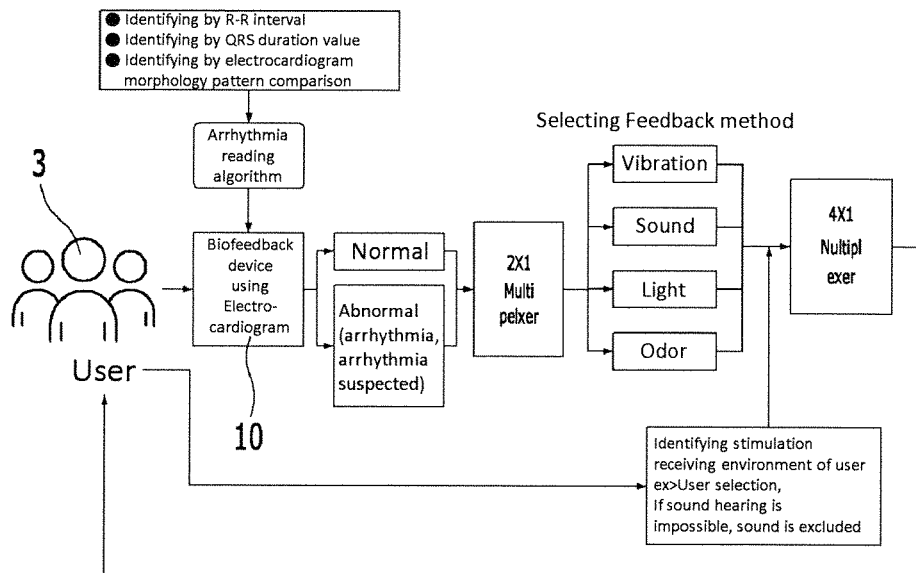 ● Identifying by R-R interval
● Identifying by QRS duration value
● Identifying by electrocardiogram
morphology pattern comparison
Arrhythmia
reading
algorithm
3
User
Biofeedback
device
using
Electro-
cardiogram
10
Normal
Abnormal
(arrhythmia,
arrhythmia
suspected)
2X1
Multi
pelxer
Selecting Feedback method
Vibration
Sound
Light
Odor
4X1
Nultipl
exer
Identifying stimulation
receiving environment of user
ex>User selection,
If sound hearing is
impossible, sound is excluded